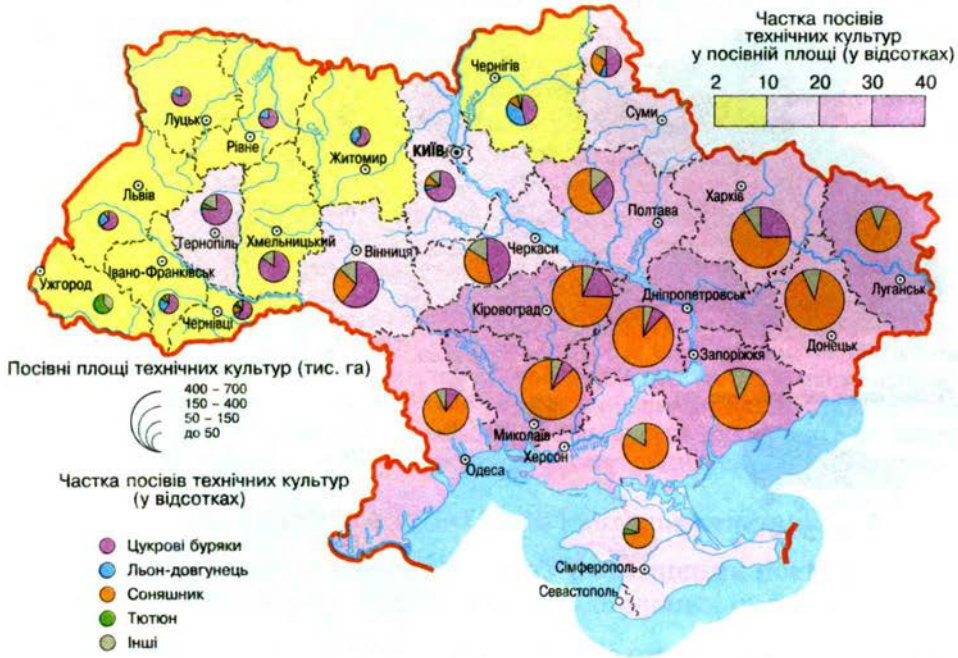 Частка посівів
технічних культур
у посівній площі (у відсотках)
2 10 20 30 40
Чернігів
Суми
Луцьк
Рівне
Житомир
КИЇВ
Львів
Тернопіль
Хмельницький
Вінниця
Черкаси
Полтава
Харків
Луганськ
Ужгород
Івано-Франківськ
Чернівці
Кіровоград
Дніпропетровськ
Донецьк
Запоріжжя
Миколаїв
Херсон
Одеса
Сімферополь
Севастополь
Посівні площі технічних культур (тис. га)
400 – 700
150 – 400
50 – 150
до 50
Частка посівів технічних культур
(у відсотках)
Цукрові буряки
Льон-довгунець
Соняшник
Тютюн
Інші